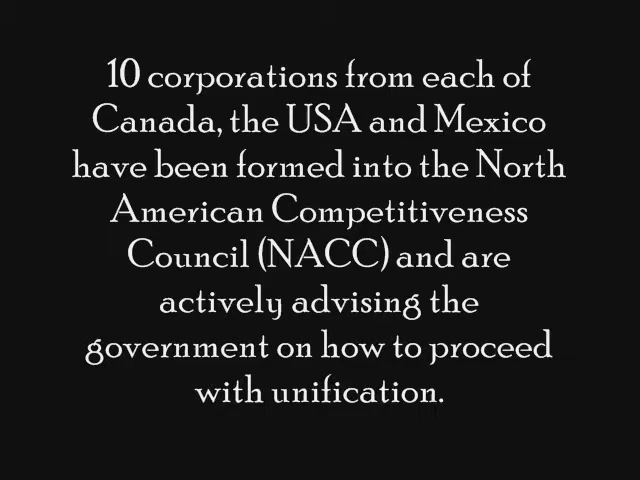 10 corporations from each of
Canada, the USA and Mexico
have been formed into the North
American Competitiveness
Council (NACC) and are
actively advising the
government on how to proceed
with unification.